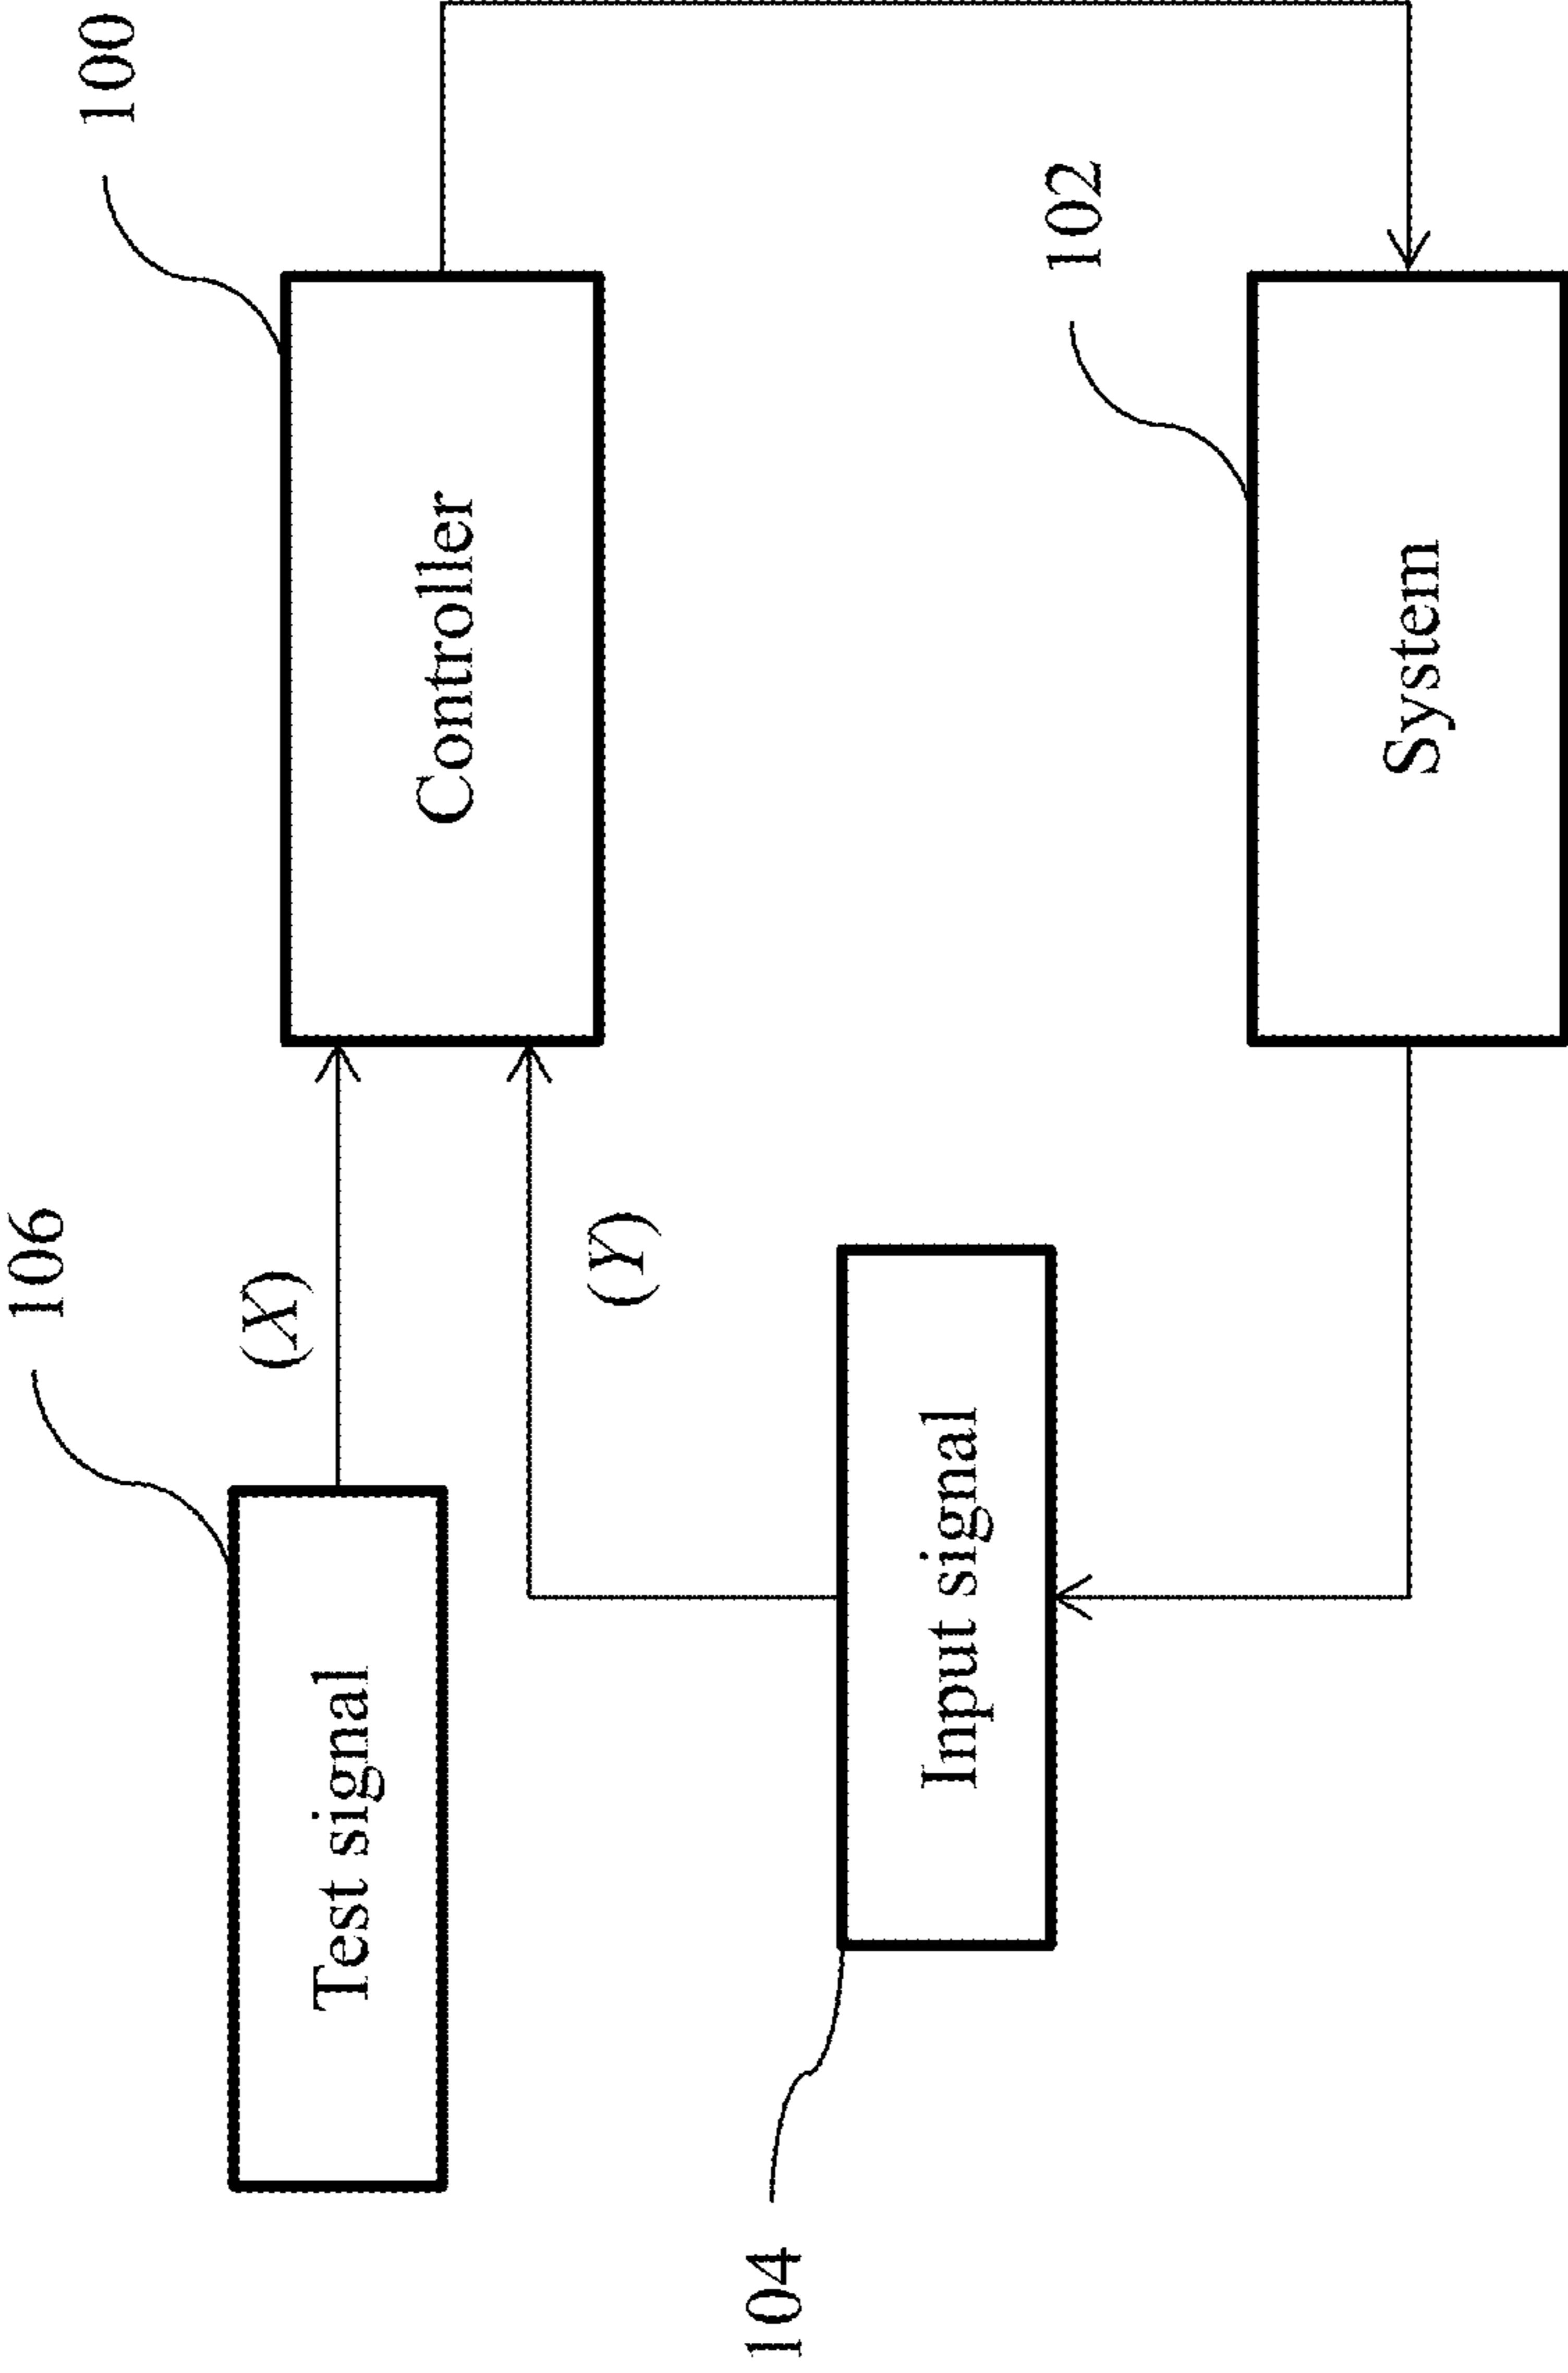 106
100
(X)
Test signal
Controller
(Y)
104
Input signal
102
System